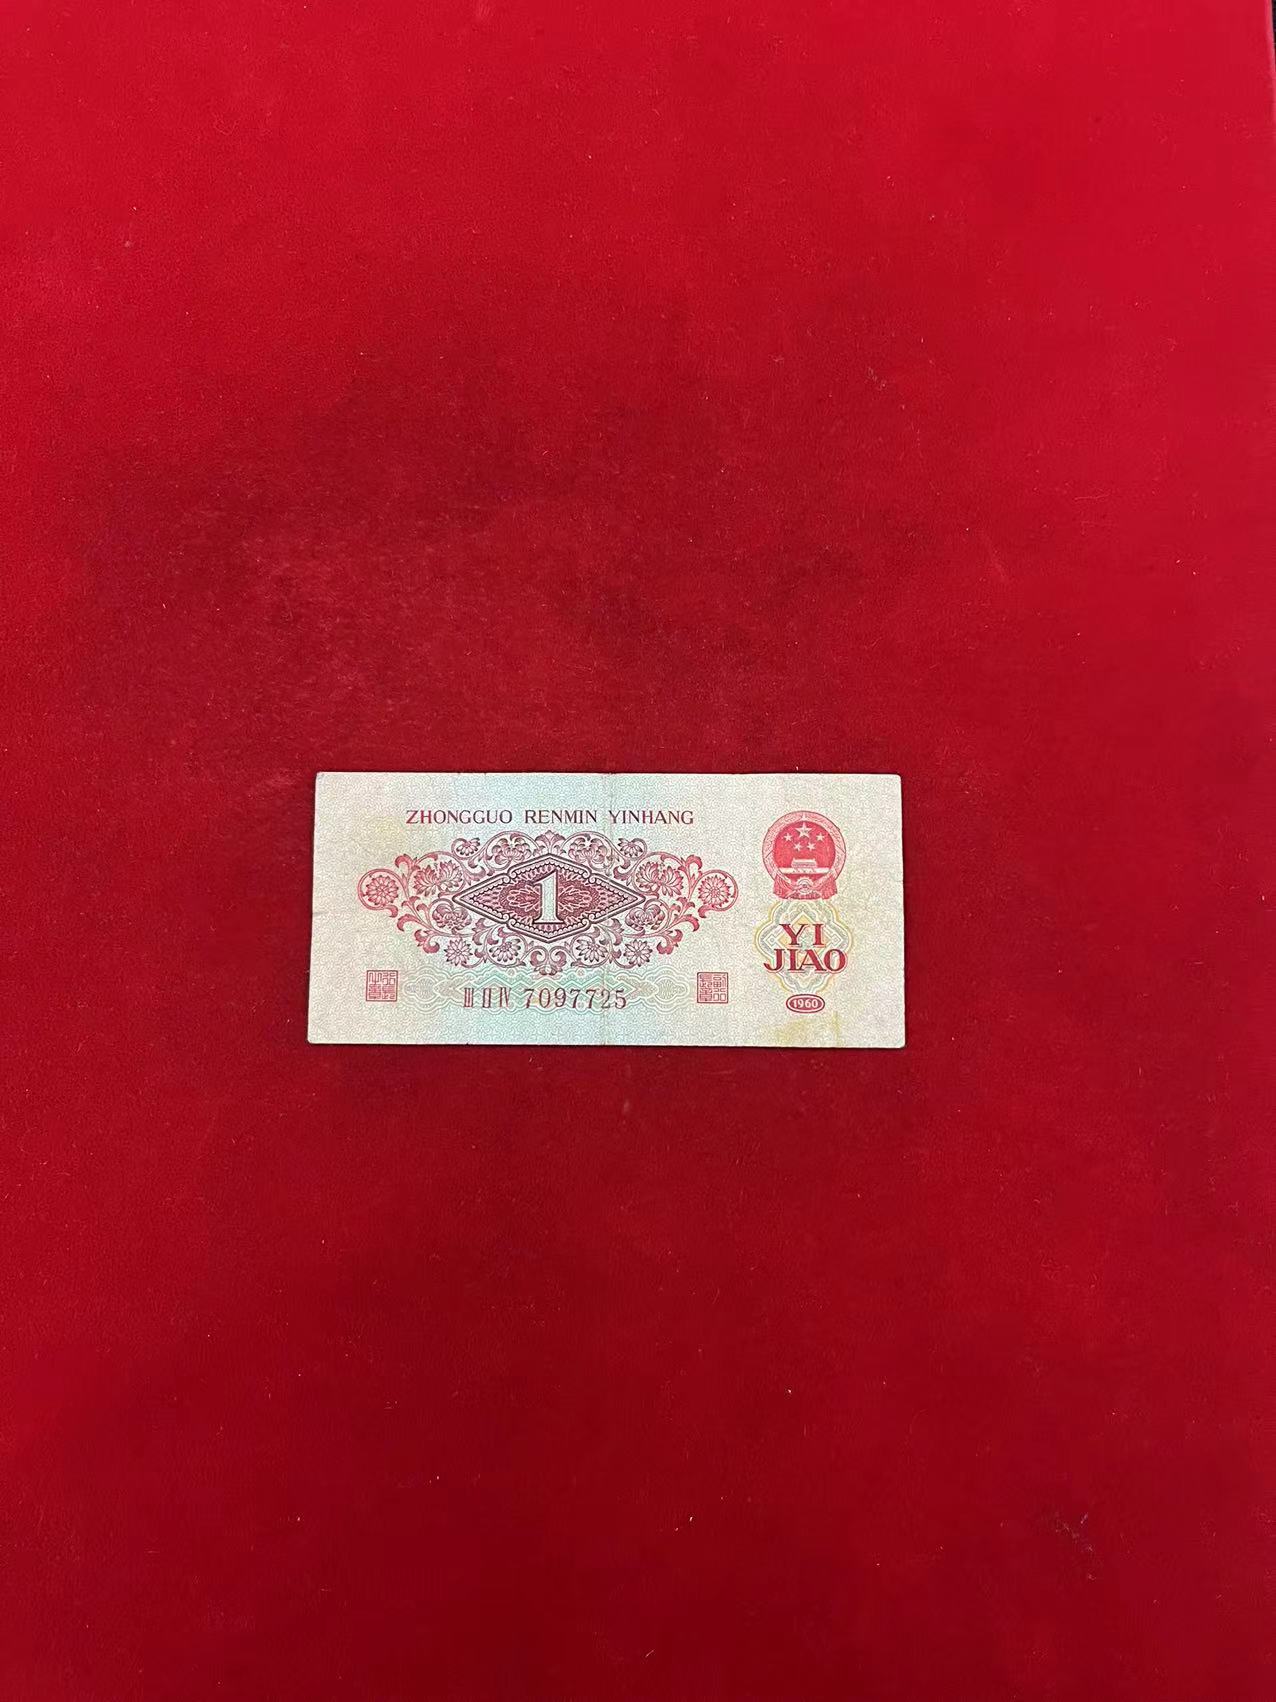 ZHONGGUO RENMIN YINHANG
1
YI
JIAO
III II IV 7097725
1960